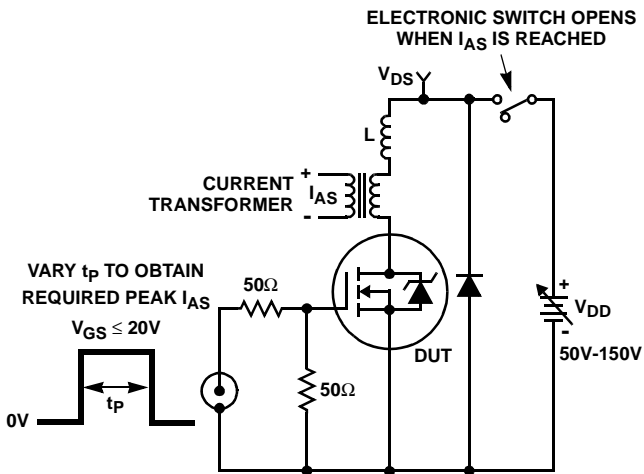 ELECTRONIC SWITCH OPENS
WHEN IAS IS REACHED
VDS
L
+
CURRENT
TRANSFORMER
IAS
-
VARY tP TO OBTAIN
REQUIRED PEAK IAS
50Ω
VGS ≤ 20V
DUT
+
VDD
-
50V-150V
50Ω
tP
0V